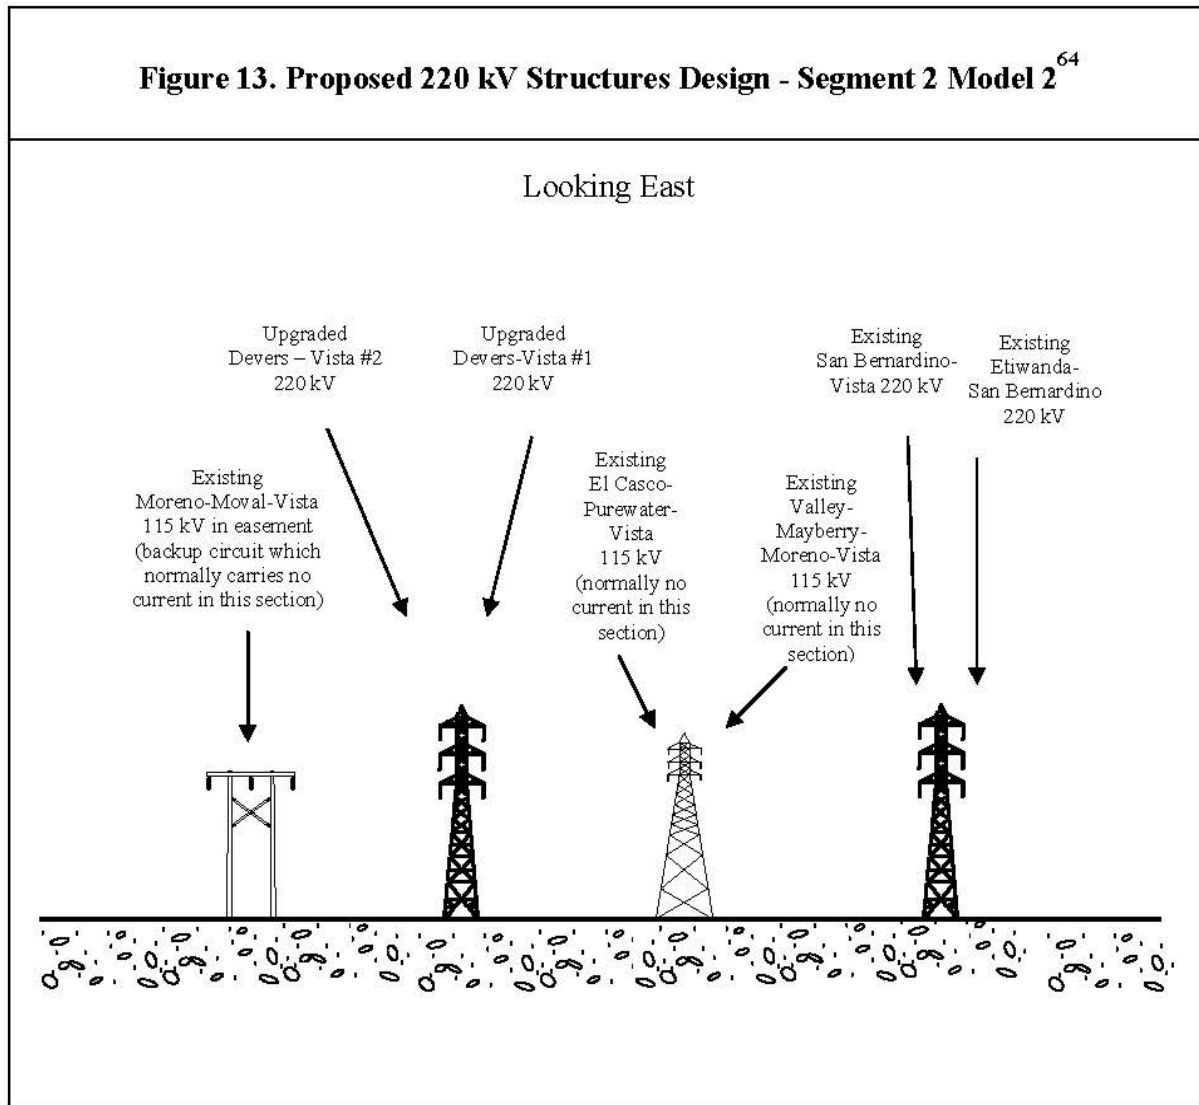 Figure 13. Proposed 220 kV Structures Design - Segment 2 Model 2⁶⁴
Looking East
Upgraded
Devers – Vista #2
220 kV
Upgraded
Devers-Vista #1
220 kV
Existing
San Bernardino-
Vista 220 kV
Existing
Etiwanda-
San Bernardino
220 kV
Existing
Moreno-Moval-Vista
115 kV in easement
(backup circuit which
normally carries no
current in this section)
Existing
El Casco-
Purewater-
Vista
115 kV
(normally no
current in this
section)
Existing
Valley-
Mayberry-
Moreno-Vista
115 kV
(normally no
current in this
section)